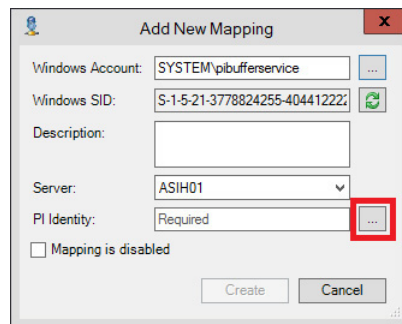 Add New Mapping
x
Windows Account: SYSTEM\pibufferservice ...
Windows SID: S-1-5-21-3778824255-404412222
Description:
Server: ASIH01
PI Identity: Required ...
Mapping is disabled
Create Cancel